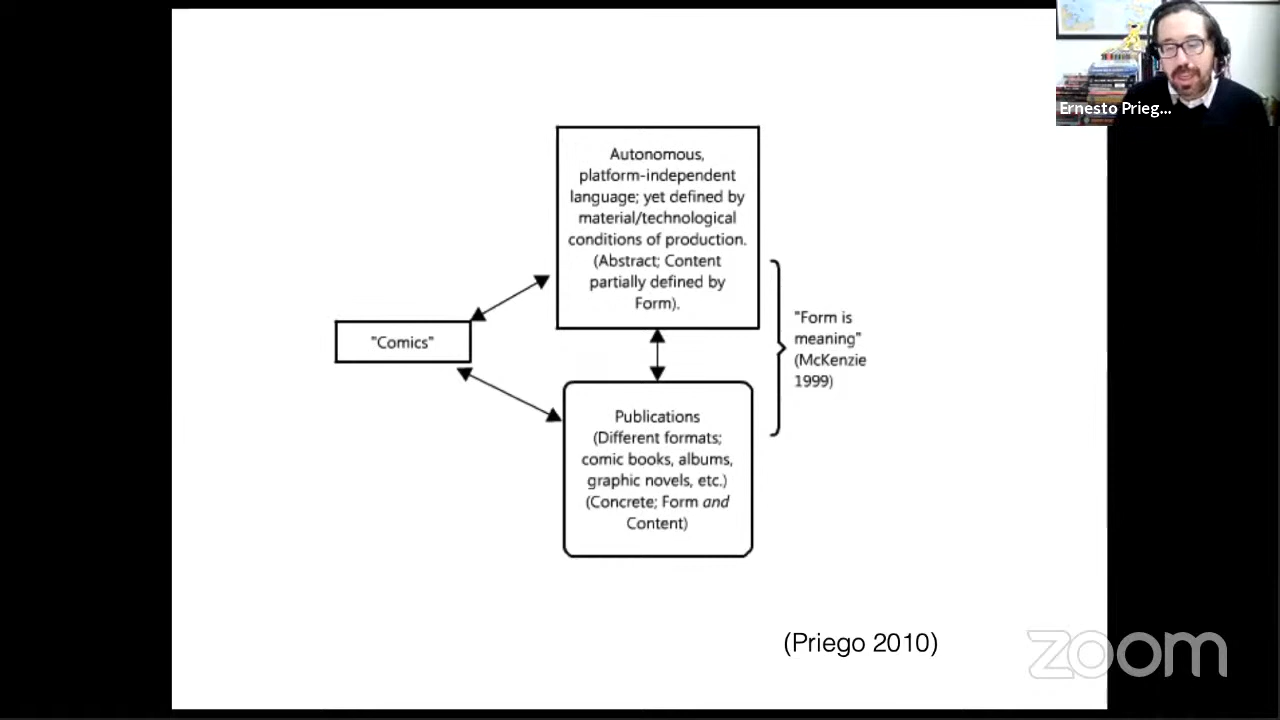 Ernesto Prieg...
Autonomous,
platform-independent
language; yet defined by
material/technological
conditions of production.
(Abstract; Content
partially defined by
Form).
"Comics"
"Form is
meaning"
(McKenzie
1999)
Publications
(Different formats;
comic books, albums,
graphic novels, etc.)
(Concrete; Form and
Content)
(Priego 2010)
zoom